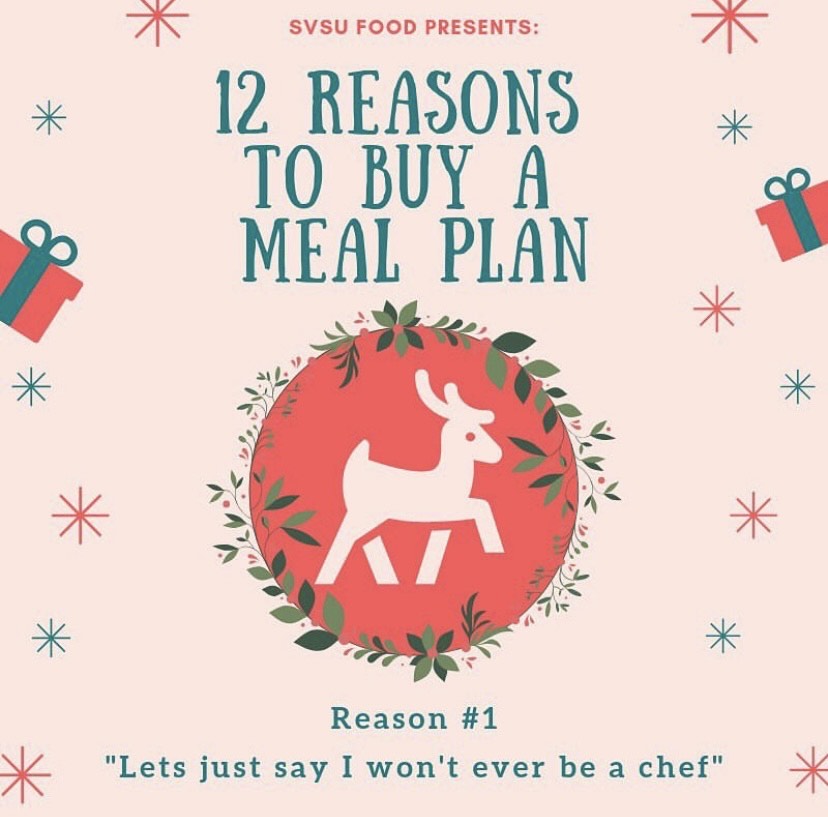 SVSU FOOD PRESENTS:
12 REASONS
TO BUY A
MEAL PLAN
Reason #1
"Lets just say I won't ever be a chef"